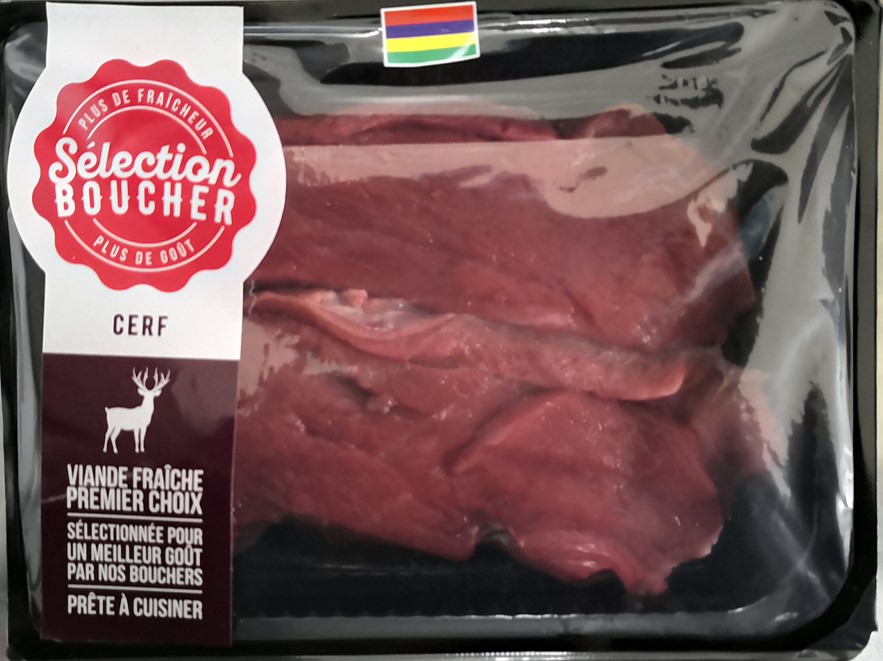 PLUS DE FRAÎCHEUR
Sélection
BOUCHER
PLUS DE GOÛT
CERF
VIANDE FRAÎCHE
PREMIER CHOIX
SÉLECTIONNÉE POUR
UN MEILLEUR GOÛT
PAR NOS BOUCHERS
PRÊTE À CUISINER